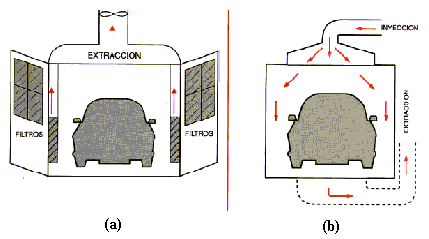 EXTRACCION
FILTROS
FILTROS
(a)
INYECCION
EXTRACCION
(b)